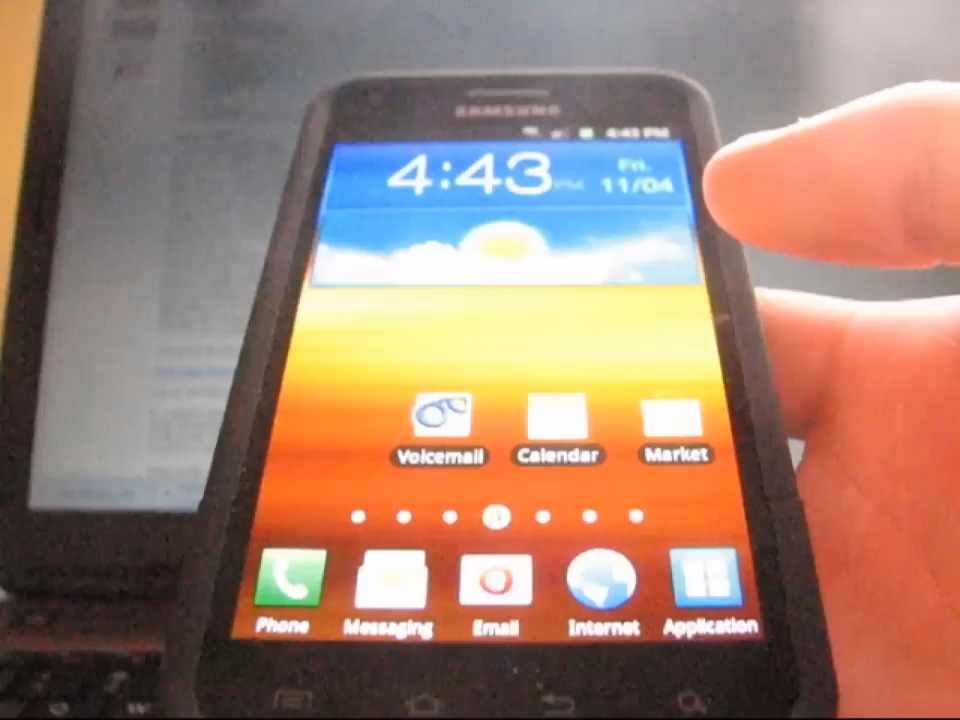 SAMSUNG
4:43 PM
4:43 PM
Fri.
11/04
Voicemail Calendar Market
Phone Messaging Email Internet Application